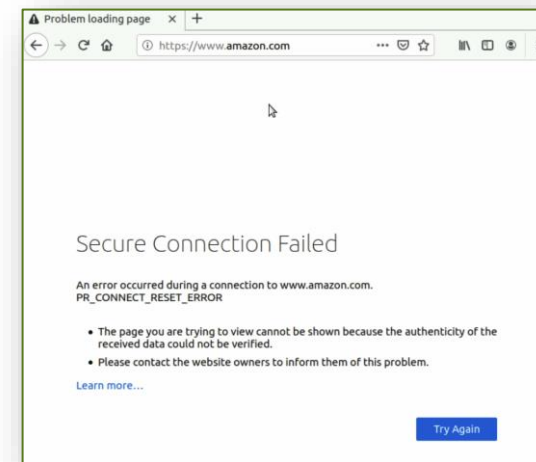 Problem loading page
https://www.amazon.com
Secure Connection Failed
An error occurred during a connection to www.amazon.com.
PR_CONNECT_RESET_ERROR
• The page you are trying to view cannot be shown because the authenticity of the
received data could not be verified.
• Please contact the website owners to inform them of this problem.
Learn more…
Try Again